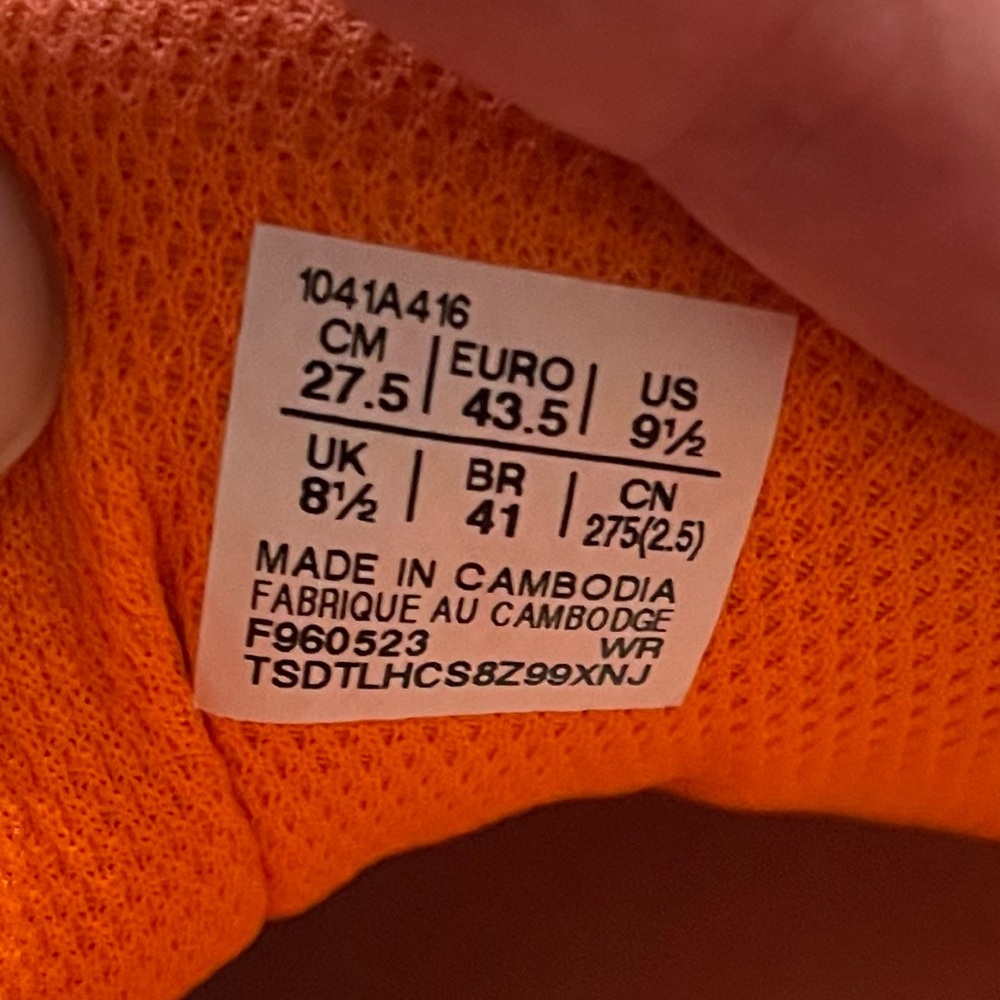 1041A416
CM | EURO | US
27.5 | 43.5 | 9½
UK | BR | CN
8½ | 41 | 275(2.5)
MADE IN CAMBODIA
FABRIQUE AU CAMBODGE
F960523 WR
TSDTLHCS8Z99XNJ